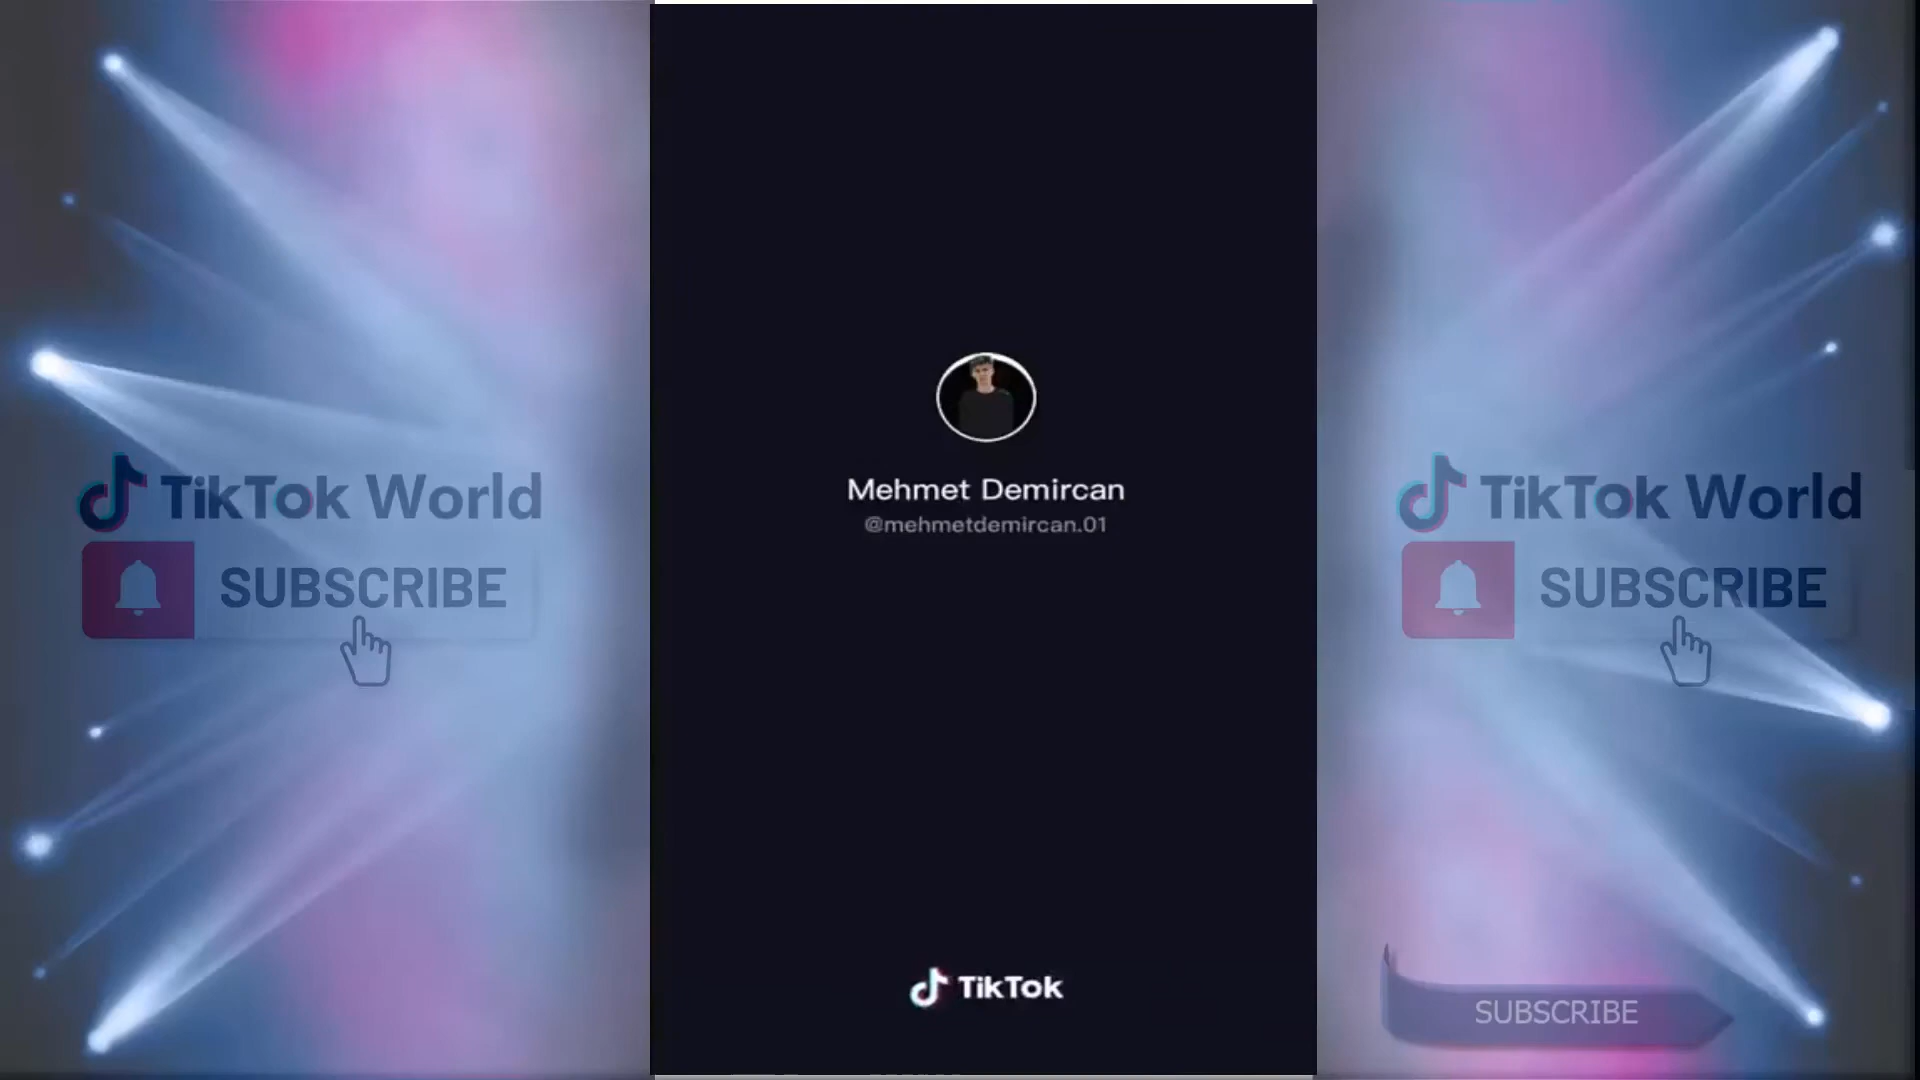 TikTok World
SUBSCRIBE
Mehmet Demircan
@mehmetdemircan.01
TikTok
TikTok World
SUBSCRIBE
SUBSCRIBE